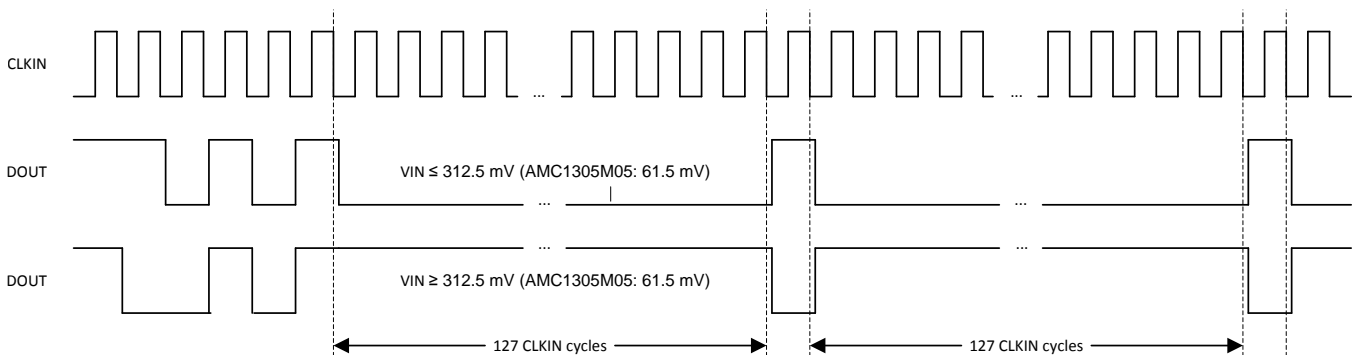 CLKIN
... ...
DOUT
VIN ≤ 312.5 mV (AMC1305M05: 61.5 mV)
... ...
... ...
DOUT
VIN ≥ 312.5 mV (AMC1305M05: 61.5 mV)
127 CLKIN cycles 127 CLKIN cycles